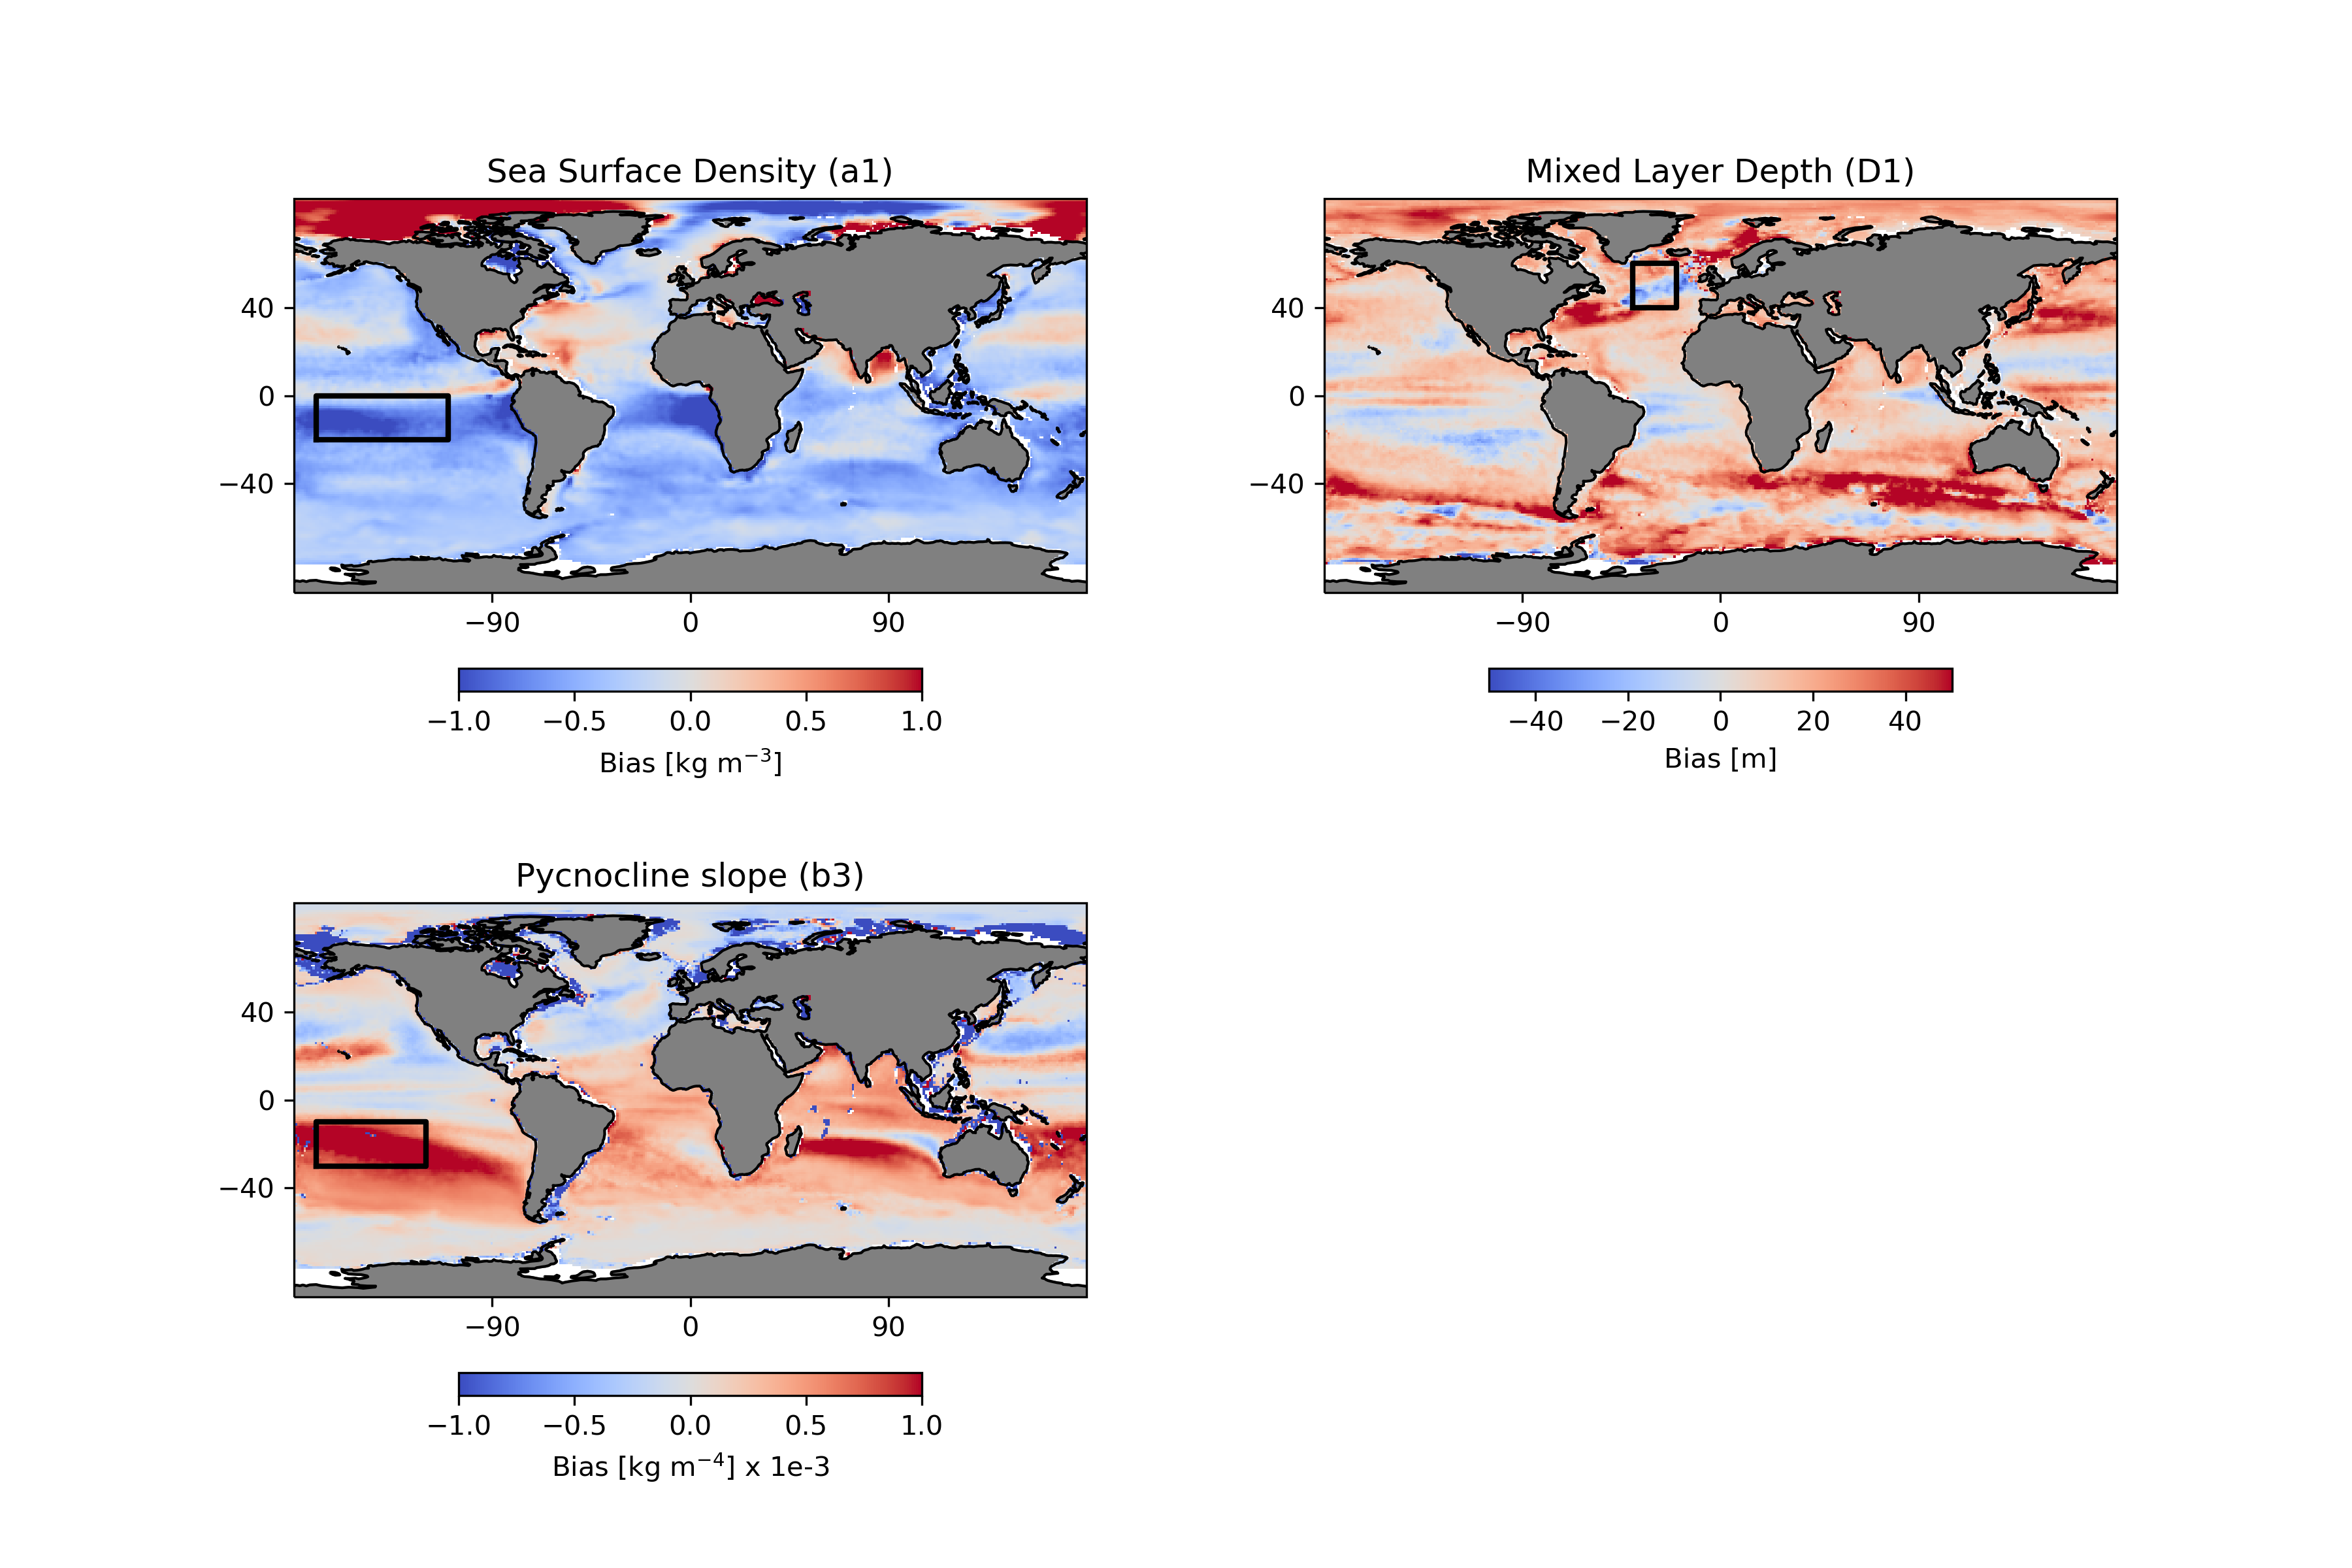 Sea Surface Density (a1)
40
0
−40
−90 0 90
−1.0 −0.5 0.0 0.5 1.0
Bias [kg m⁻³]
Mixed Layer Depth (D1)
40
0
−40
−90 0 90
−40 −20 0 20 40
Bias [m]
Pycnocline slope (b3)
40
0
−40
−90 0 90
−1.0 −0.5 0.0 0.5 1.0
Bias [kg m⁻⁴] x 1e-3